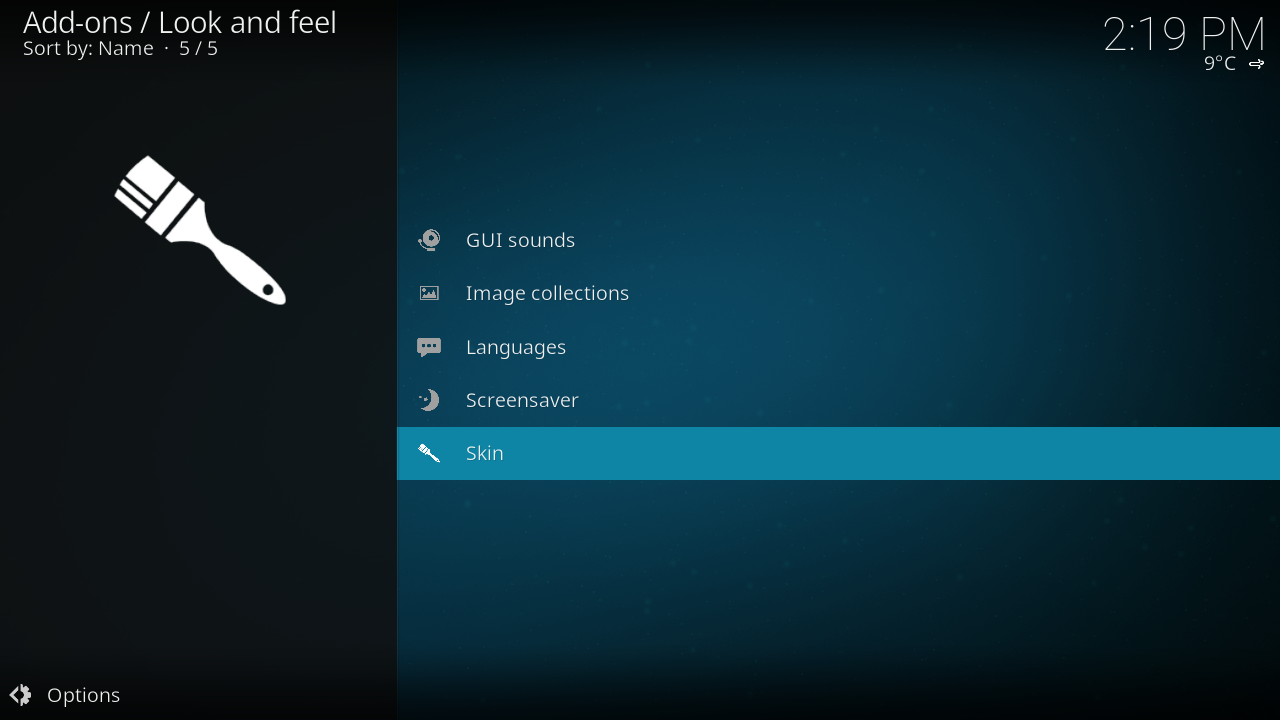 Add-ons / Look and feel
Sort by: Name · 5 / 5
2:19 PM
9°C
GUI sounds
Image collections
Languages
Screensaver
Skin
Options